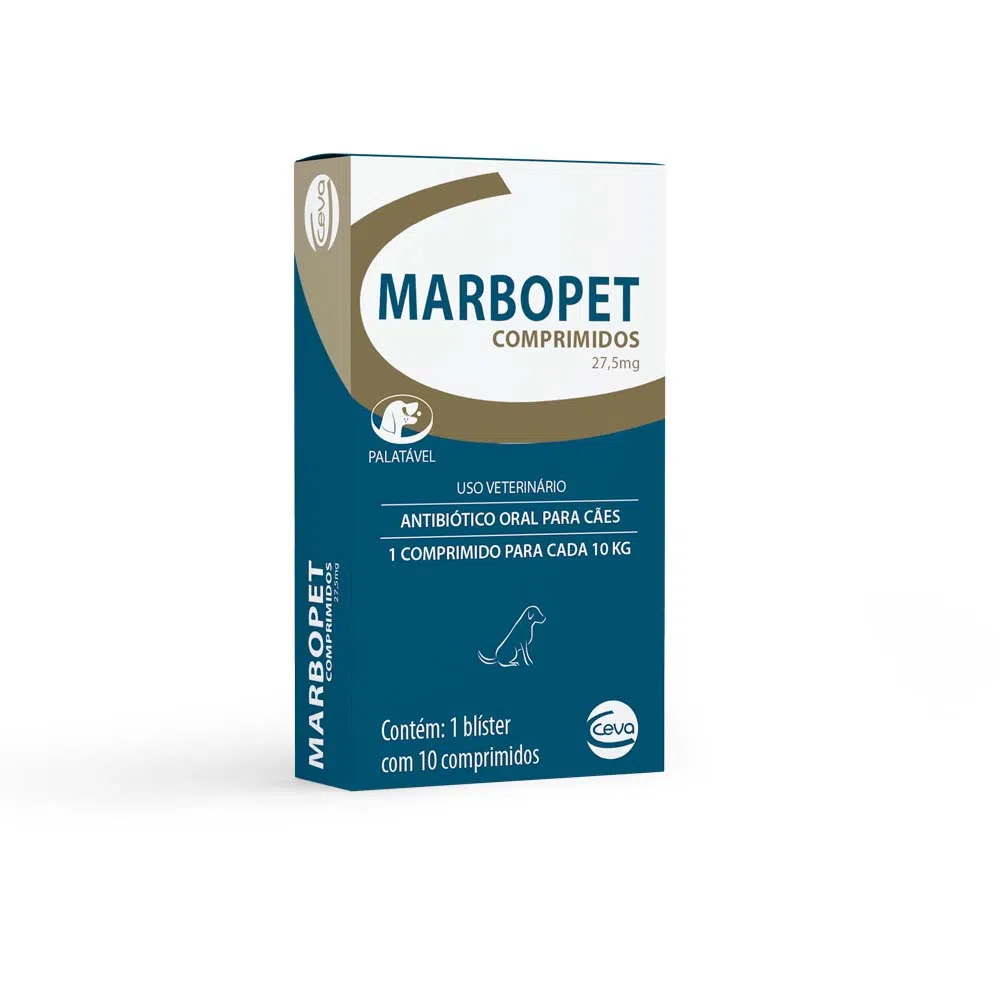 MARBOPET
COMPRIMIDOS
27,5mg
PALATÁVEL
USO VETERINÁRIO
ANTIBIÓTICO ORAL PARA CÃES
1 COMPRIMIDO PARA CADA 10 KG
Contém: 1 blíster
com 10 comprimidos
Ceva
Ceva
MARBOPET
COMPRIMIDOS
27,5mg